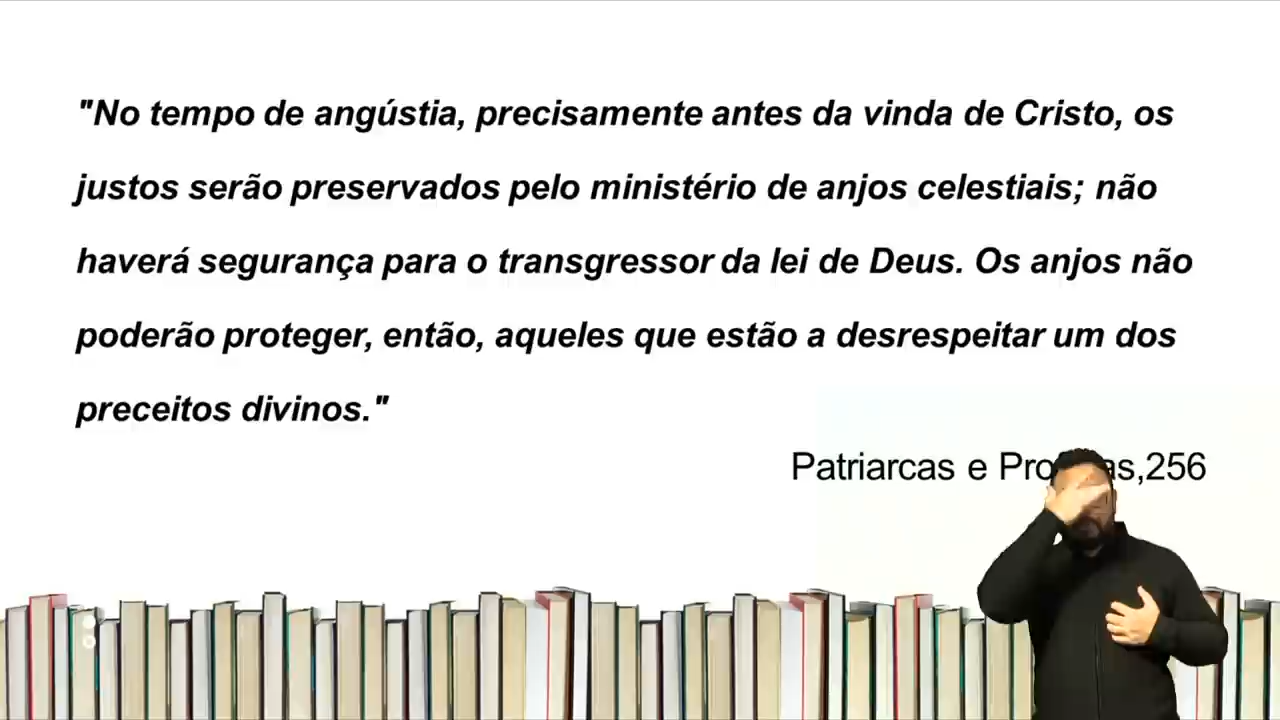 "No tempo de angústia, precisamente antes da vinda de Cristo, os
justos serão preservados pelo ministério de anjos celestiais; não
haverá segurança para o transgressor da lei de Deus. Os anjos não
poderão proteger, então, aqueles que estão a desrespeitar um dos
preceitos divinos."
Patriarcas e ,256